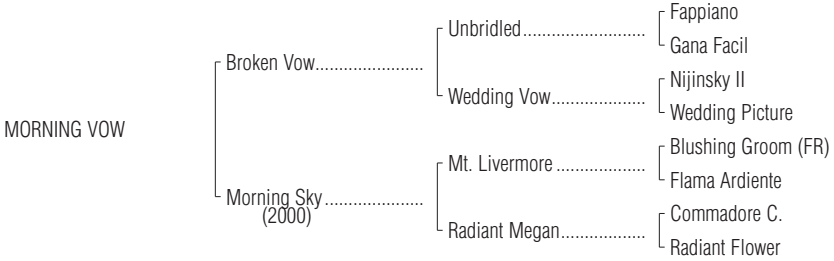 Fappiano
Unbridled..........................
Gana Facil
Broken Vow.......................
Nijinsky II
Wedding Vow....................
Wedding Picture
MORNING VOW
Blushing Groom (FR)
Mt. Livermore ...................
Flama Ardiente
Morning Sky.....................
(2000)
Commadore C.
Radiant Megan..................
Radiant Flower